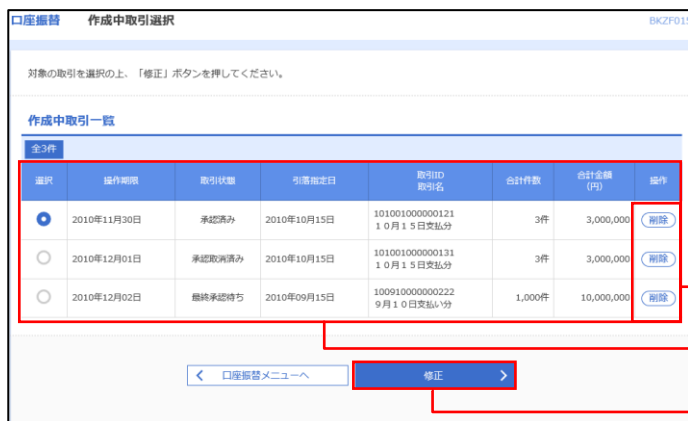 口座振替 作成中取引選択 BKZF015
対象の取引を選択の上、「修正」ボタンを押してください。
作成中取引一覧
全3件
選択 操作期限 取引状態 引落指定日 取引ID 合計件数 合計金額 操作
取引名 (円)
2010年11月30日 承認済み 2010年10月15日 101001000000121 3件 3,000,000 削除
10月15日支払分
2010年12月01日 承認取消済み 2010年10月15日 101001000000131 3件 3,000,000 削除
10月15日支払分
2010年12月02日 最終承認待ち 2010年09月15日 100910000000222 1,000件 10,000,000 削除
9月10日支払い分
口座振替メニューへ 修正